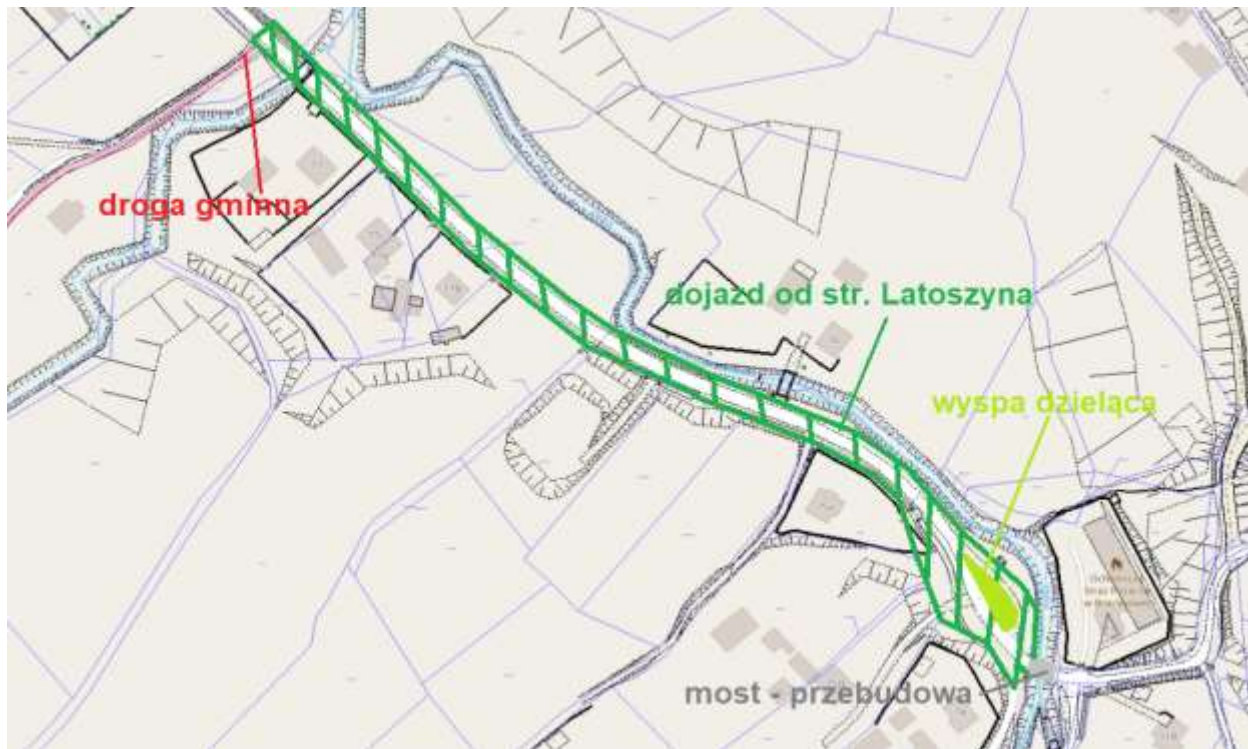 droga gminna
dojazd od str. Latoszyna
wyspa dzieląca
most - przebudowa